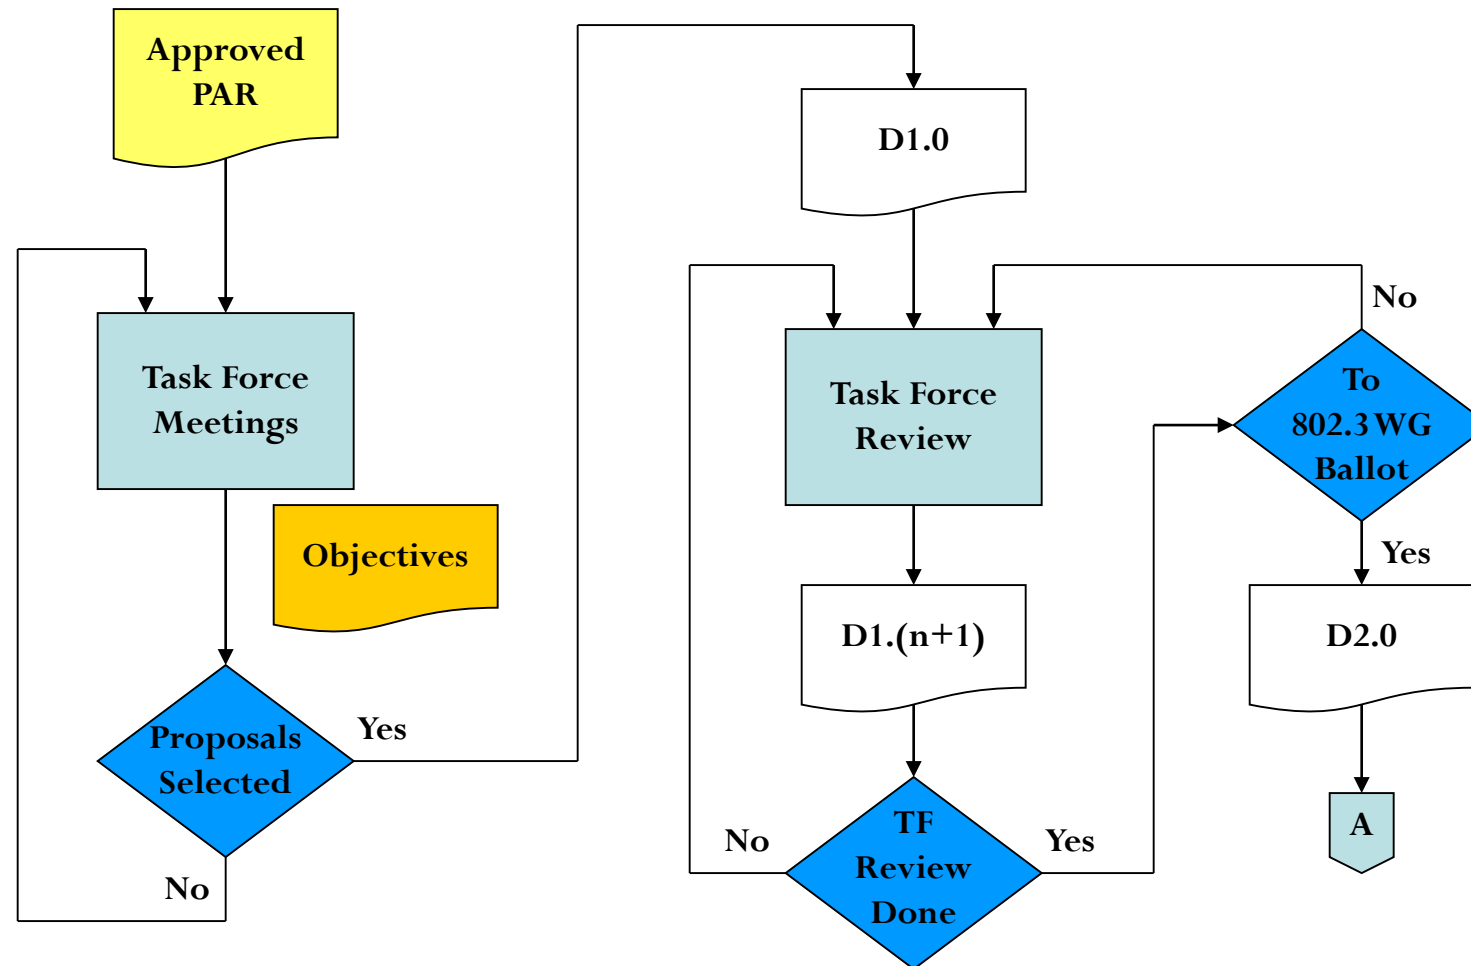 Approved
PAR
Task Force
Meetings
Objectives
Proposals
Selected
Yes
No
D1.0
Task Force
Review
D1.(n+1)
TF
Review
Done
No
Yes
To
802.3 WG
Ballot
No
Yes
D2.0
A